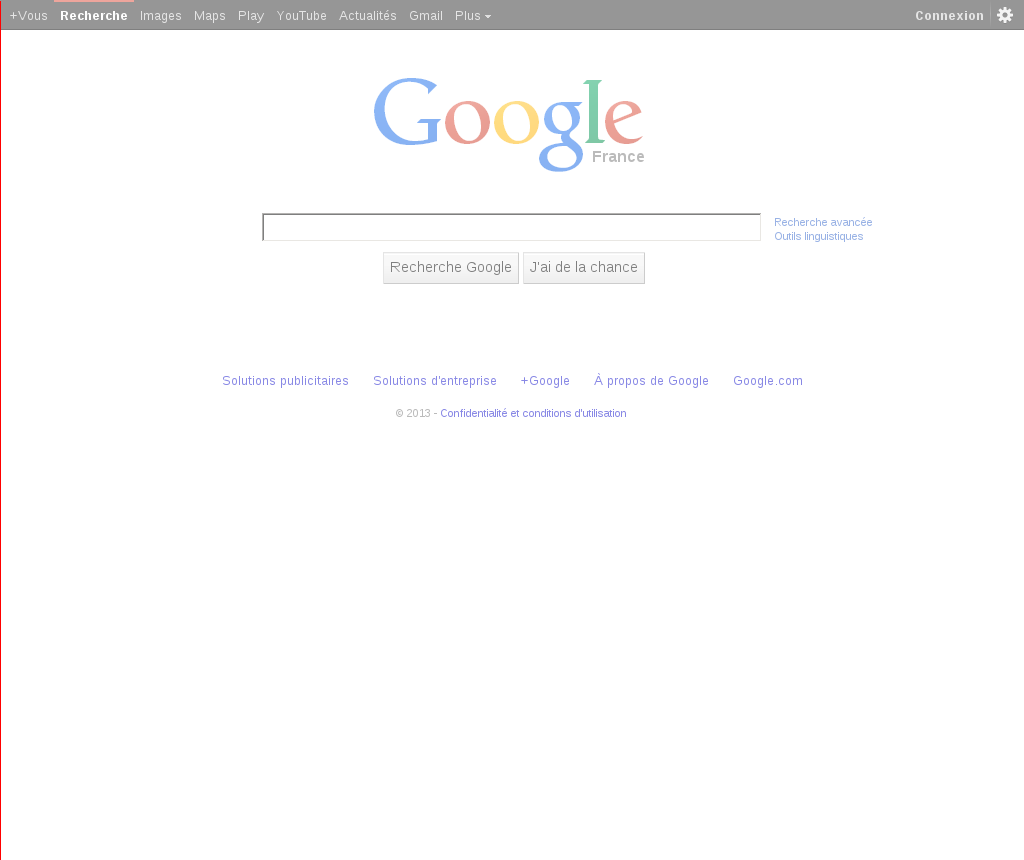 +Vous Recherche Images Maps Play YouTube Actualités Gmail Plus Connexion
Google
France
Recherche avancée
Outils linguistiques
Recherche Google J'ai de la chance
Solutions publicitaires Solutions d'entreprise +Google À propos de Google Google.com
© 2013 - Confidentialité et conditions d'utilisation